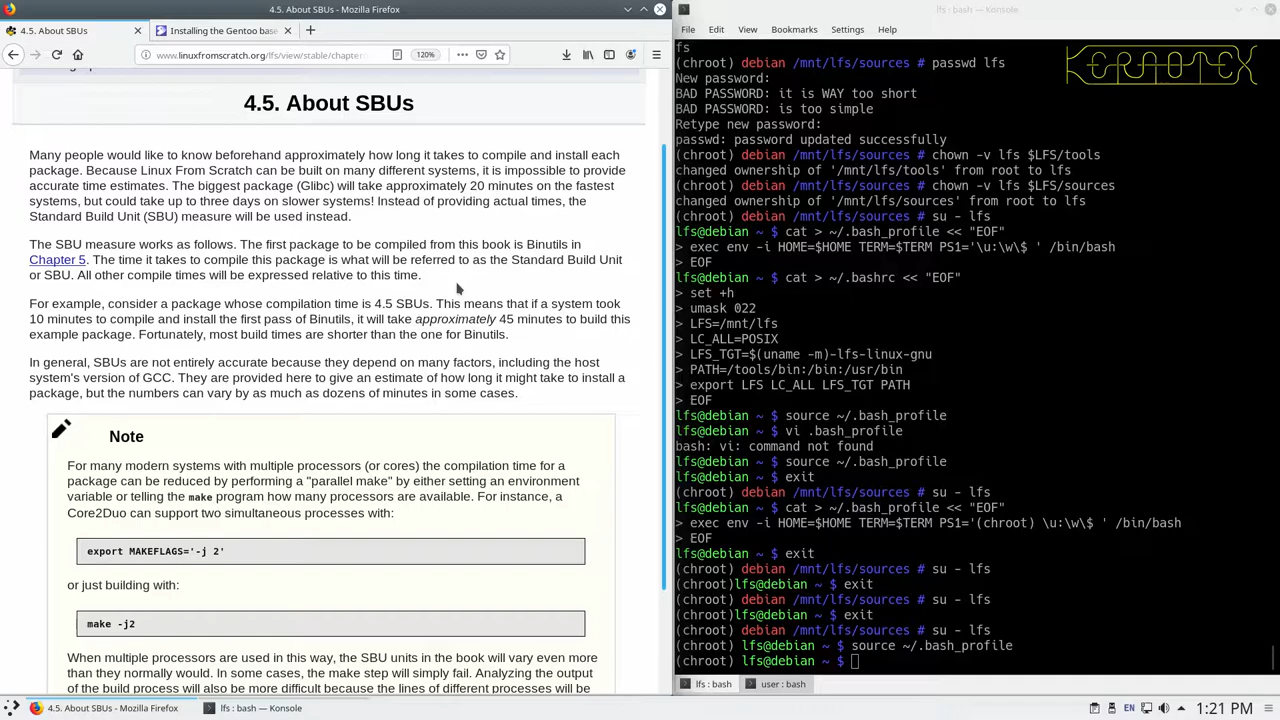 4.5. About SBUs - Mozilla Firefox
4.5. About SBUs
Installing the Gentoo base
www.linuxfromscratch.org/lfs/view/stable/chapter
120%
4.5. About SBUs
Many people would like to know beforehand approximately how long it takes to compile and install each
package. Because Linux From Scratch can be built on many different systems, it is impossible to provide
accurate time estimates. The biggest package (Glibc) will take approximately 20 minutes on the fastest
systems, but could take up to three days on slower systems! Instead of providing actual times, the
Standard Build Unit (SBU) measure will be used instead.
The SBU measure works as follows. The first package to be compiled from this book is Binutils in
Chapter 5. The time it takes to compile this package is what will be referred to as the Standard Build Unit
or SBU. All other compile times will be expressed relative to this time.
For example, consider a package whose compilation time is 4.5 SBUs. This means that if a system took
10 minutes to compile and install the first pass of Binutils, it will take approximately 45 minutes to build this
example package. Fortunately, most build times are shorter than the one for Binutils.
In general, SBUs are not entirely accurate because they depend on many factors, including the host
system's version of GCC. They are provided here to give an estimate of how long it might take to install a
package, but the numbers can vary by as much as dozens of minutes in some cases.
Note
For many modern systems with multiple processors (or cores) the compilation time for a
package can be reduced by performing a "parallel make" by either setting an environment
variable or telling the make program how many processors are available. For instance, a
Core2Duo can support two simultaneous processes with:
export MAKEFLAGS='-j 2'
or just building with:
make -j2
When multiple processors are used in this way, the SBU units in the book will vary even more
than they normally would. In some cases, the make step will simply fail. Analyzing the output
of the build process will also be more difficult because the lines of different processes will be
lfs : bash — Konsole
File Edit View Bookmarks Settings Help
KERNOTEX
fs
(chroot) debian /mnt/lfs/sources # passwd lfs
New password:
BAD PASSWORD: it is WAY too short
BAD PASSWORD: is too simple
Retype new password:
passwd: password updated successfully
(chroot) debian /mnt/lfs/sources # chown -v lfs $LFS/tools
changed ownership of '/mnt/lfs/tools' from root to lfs
(chroot) debian /mnt/lfs/sources # chown -v lfs $LFS/sources
changed ownership of '/mnt/lfs/sources' from root to lfs
(chroot) debian /mnt/lfs/sources # su - lfs
lfs@debian ~ $ cat > ~/.bash_profile << "EOF"
> exec env -i HOME=$HOME TERM=$TERM PS1='\u:\w\$ ' /bin/bash
> EOF
lfs@debian ~ $ cat > ~/.bashrc << "EOF"
> set +h
> umask 022
> LFS=/mnt/lfs
> LC_ALL=POSIX
> LFS_TGT=$(uname -m)-lfs-linux-gnu
> PATH=/tools/bin:/bin:/usr/bin
> export LFS LC_ALL LFS_TGT PATH
> EOF
lfs@debian ~ $ source ~/.bash_profile
lfs@debian ~ $ vi .bash_profile
bash: vi: command not found
lfs@debian ~ $ source ~/.bash_profile
lfs@debian ~ $ exit
(chroot) debian /mnt/lfs/sources # su - lfs
lfs@debian ~ $ cat > ~/.bash_profile << "EOF"
> exec env -i HOME=$HOME TERM=$TERM PS1='(chroot) \u:\w\$ ' /bin/bash
> EOF
lfs@debian ~ $ exit
(chroot) debian /mnt/lfs/sources # su - lfs
(chroot)lfs@debian ~ $ exit
(chroot) debian /mnt/lfs/sources # su - lfs
(chroot)lfs@debian ~ $ exit
(chroot) debian /mnt/lfs/sources # su - lfs
(chroot) lfs@debian ~ $ source ~/.bash_profile
(chroot) lfs@debian ~ $
lfs : bash
user : bash
4.5. About SBUs - Mozilla Firefox
lfs : bash — Konsole
EN
1:21 PM